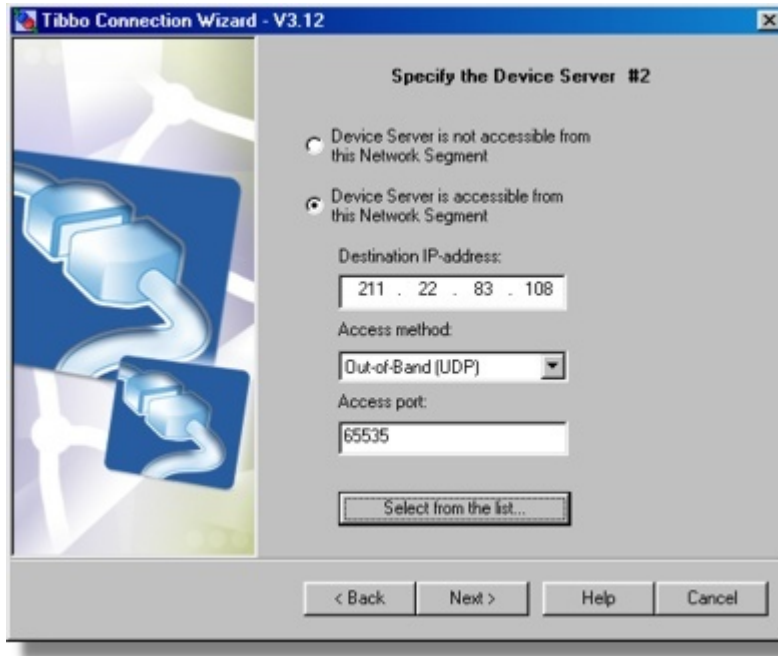 Tibbo Connection Wizard - V3.12
Specify the Device Server #2
Device Server is not accessible from
this Network Segment
Device Server is accessible from
this Network Segment
Destination IP-address:
211 . 22 . 83 . 108
Access method:
Out-of-Band (UDP)
Access port:
65535
Select from the list...
< Back
Next >
Help
Cancel